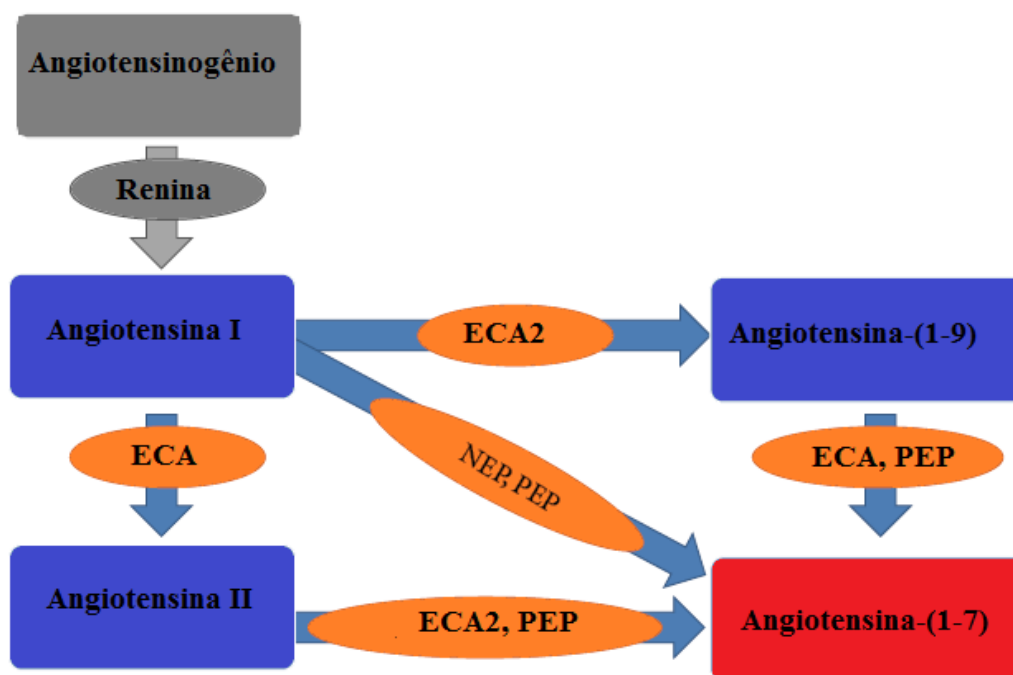 Angiotensinogênio
Renina
Angiotensina I
ECA2
Angiotensina-(1-9)
ECA
NEP, PEP
ECA, PEP
Angiotensina II
ECA2, PEP
Angiotensina-(1-7)